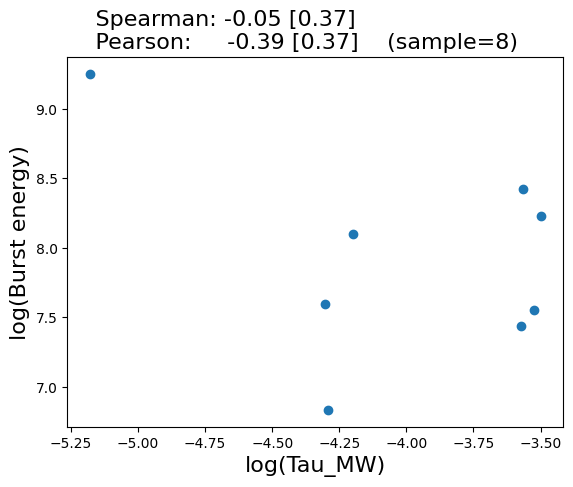 Spearman: -0.05 [0.37]
Pearson: -0.39 [0.37] (sample=8)
9.0
8.5
8.0
7.5
7.0
log(Burst energy)
−5.25 −5.00 −4.75 −4.50 −4.25 −4.00 −3.75 −3.50
log(Tau_MW)